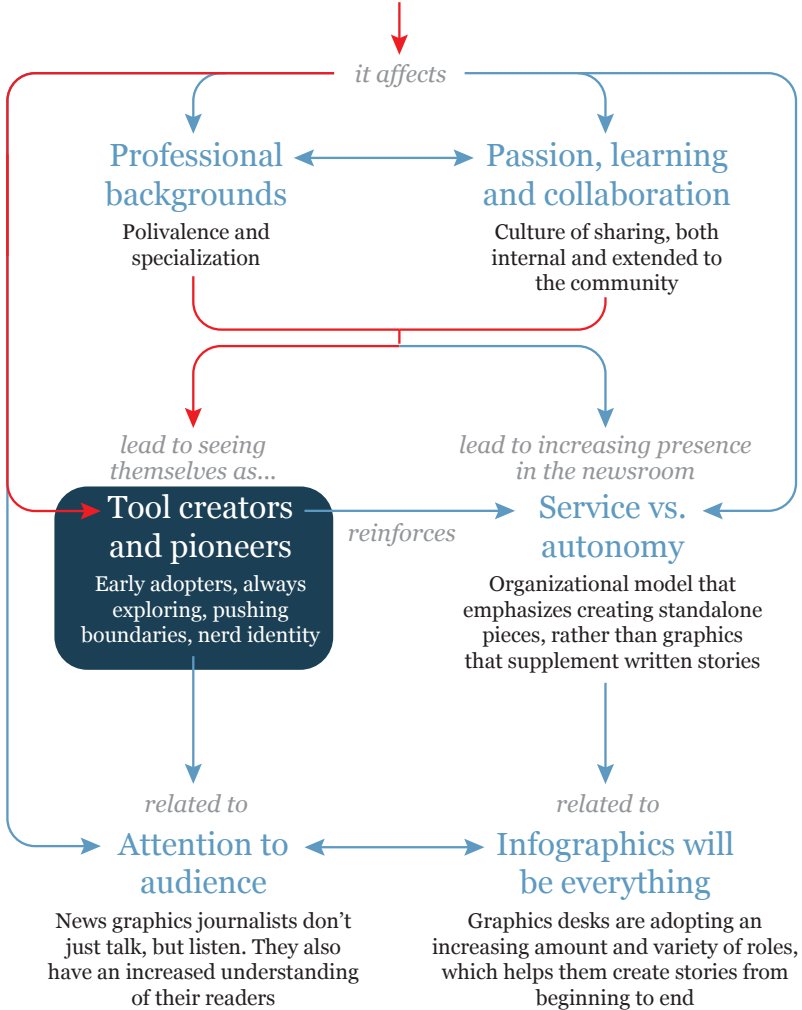 it affects
Professional
backgrounds
Polivalence and
specialization
Passion, learning
and collaboration
Culture of sharing, both
internal and extended to
the community
lead to seeing
themselves as...
Tool creators
and pioneers
Early adopters, always
exploring, pushing
boundaries, nerd identity
reinforces
lead to increasing presence
in the newsroom
Service vs.
autonomy
Organizational model that
emphasizes creating standalone
pieces, rather than graphics
that supplement written stories
related to
Attention to
audience
News graphics journalists don’t
just talk, but listen. They also
have an increased understanding
of their readers
related to
Infographics will
be everything
Graphics desks are adopting an
increasing amount and variety of roles,
which helps them create stories from
beginning to end